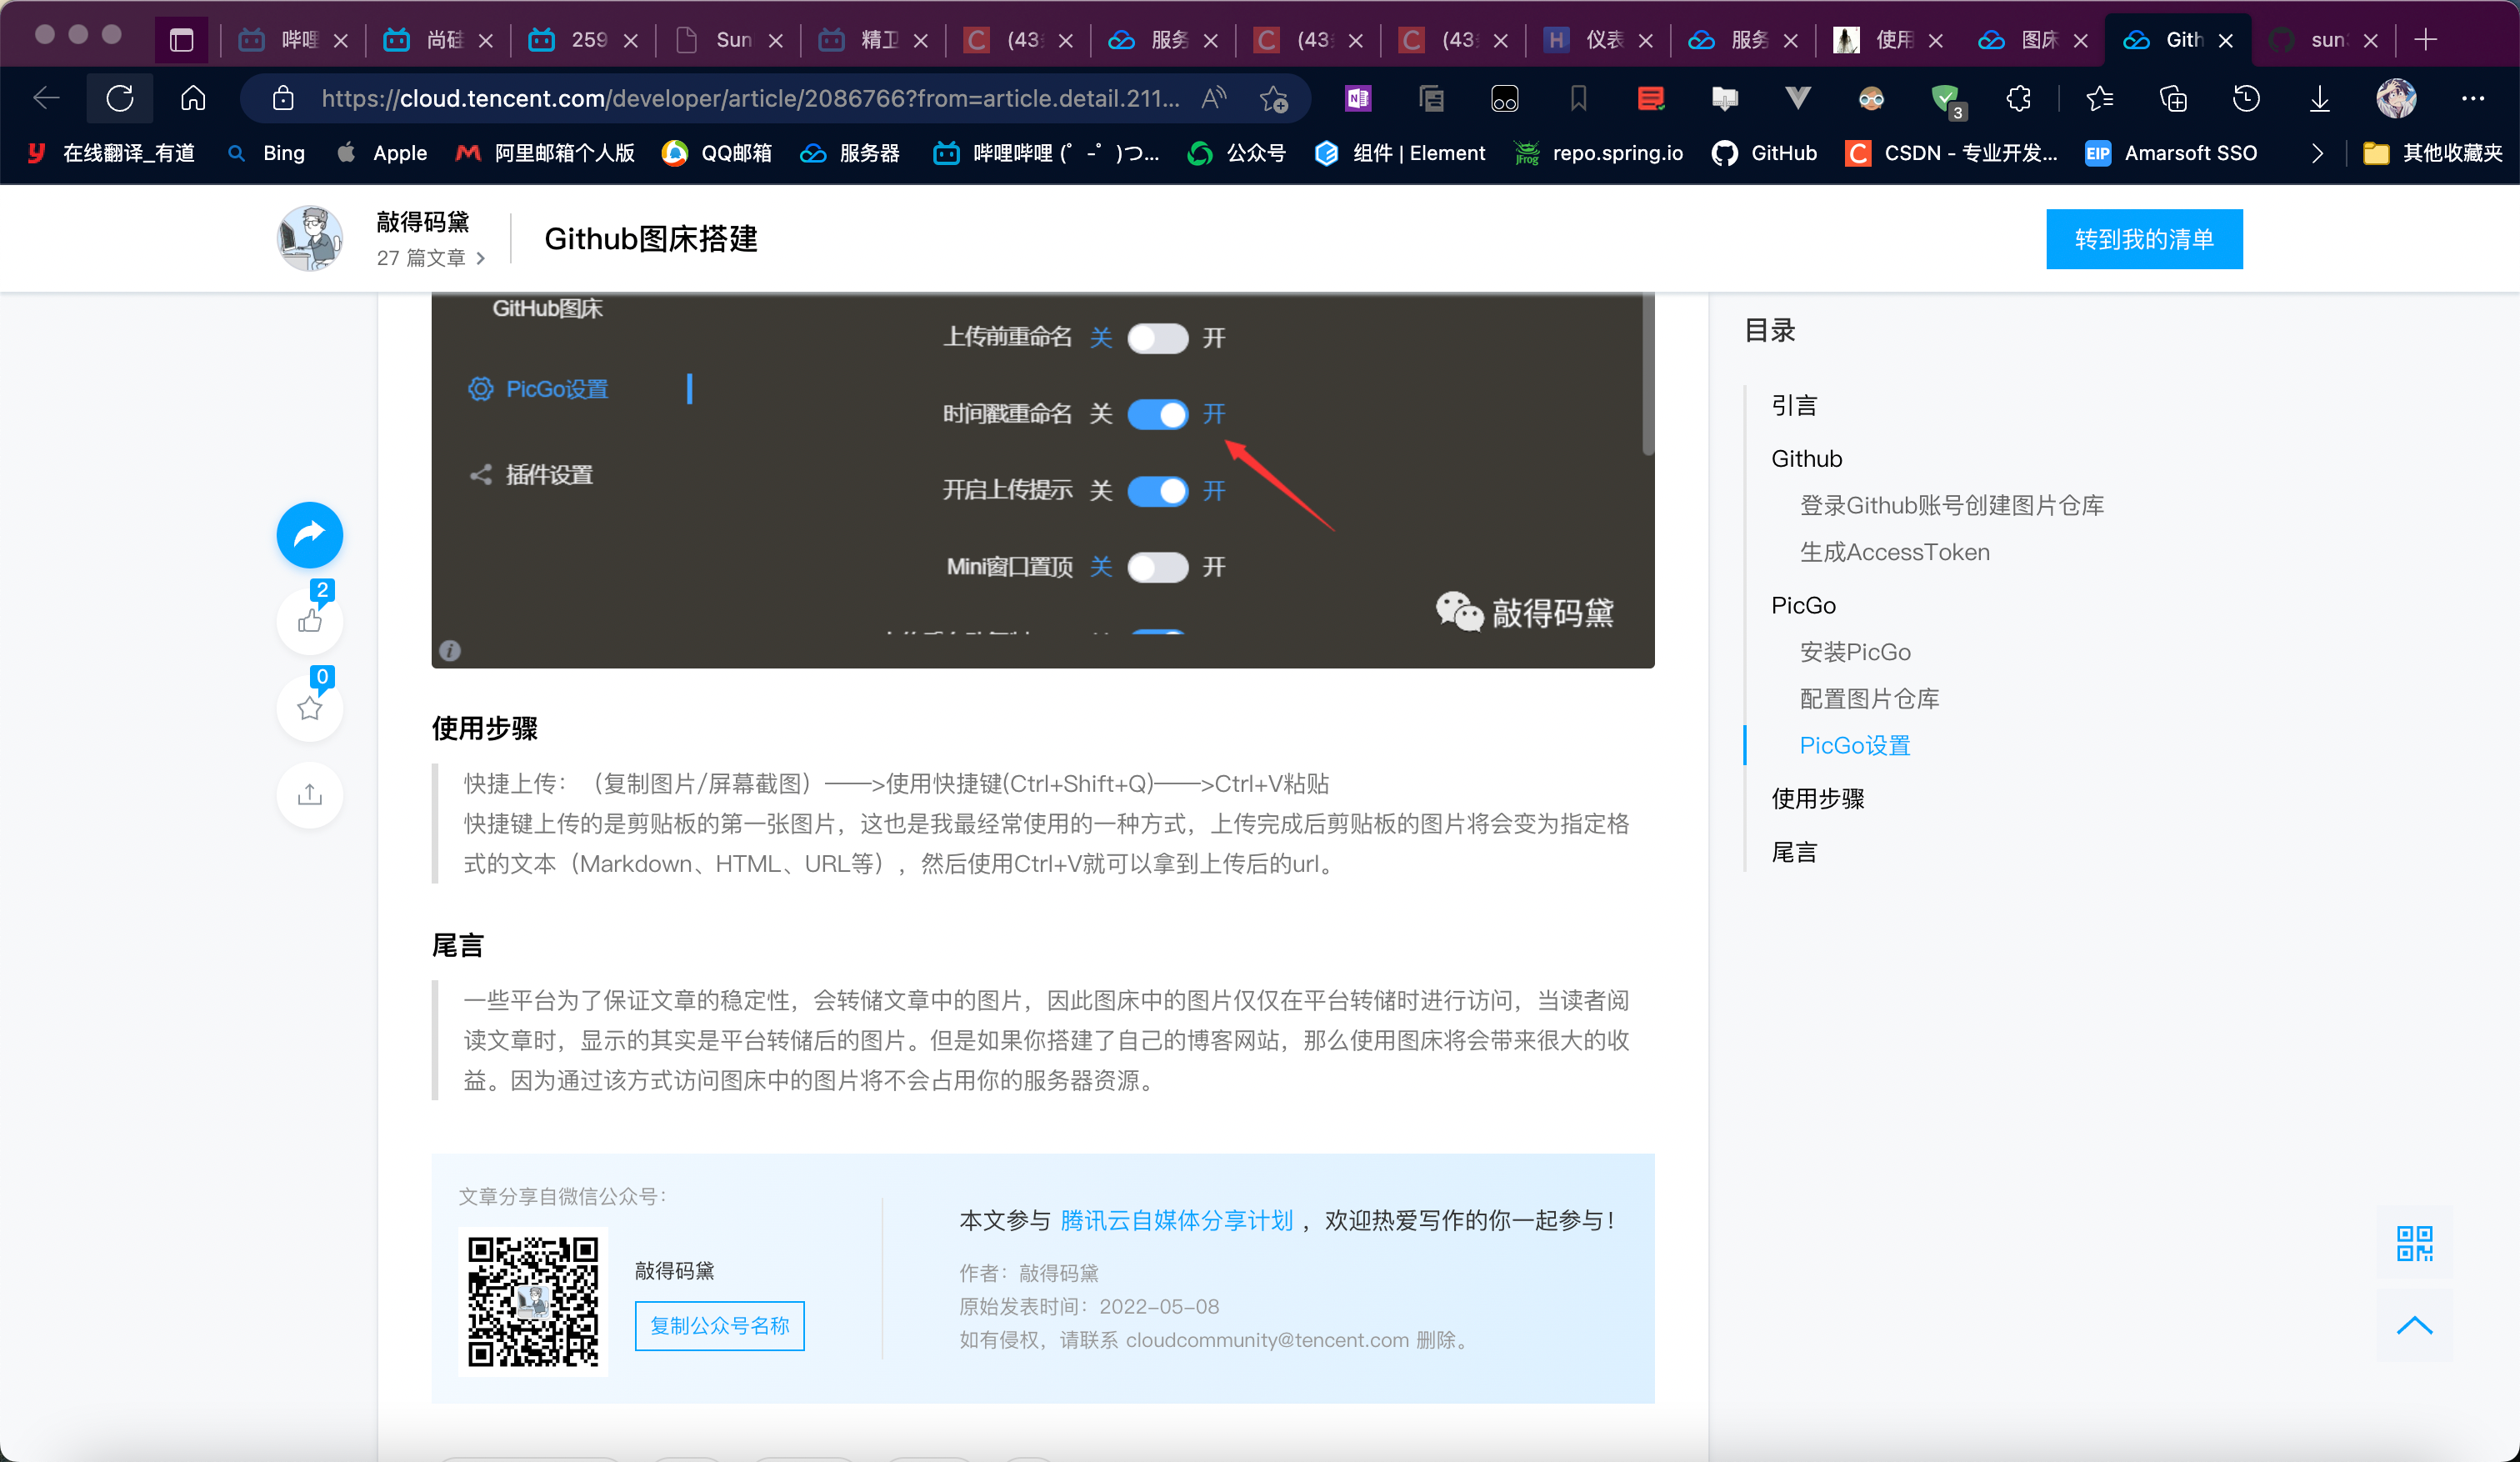 哔哩
尚硅
259
Sun
精卫
(43
服务
(43
(43
仪表
服务
使用
图床
Gith
sun
https://cloud.tencent.com/developer/article/2086766?from=article.detail.211...
3
在线翻译_有道
Bing
Apple
阿里邮箱个人版
QQ邮箱
服务器
哔哩哔哩 (゜-゜)つ...
公众号
组件 | Element
repo.spring.io
GitHub
CSDN - 专业开发...
Amarsoft SSO
其他收藏夹
敲得码黛
27 篇文章
Github图床搭建
转到我的清单
GitHub图床
PicGo设置
插件设置
上传前重命名 关 开
时间戳重命名 关 开
开启上传提示 关 开
Mini窗口置顶 关 开
敲得码黛
2
0
使用步骤
快捷上传：（复制图片/屏幕截图）——>使用快捷键(Ctrl+Shift+Q)——>Ctrl+V粘贴
快捷键上传的是剪贴板的第一张图片，这也是我最经常使用的一种方式，上传完成后剪贴板的图片将会变为指定格
式的文本（Markdown、HTML、URL等），然后使用Ctrl+V就可以拿到上传后的url。
尾言
一些平台为了保证文章的稳定性，会转储文章中的图片，因此图床中的图片仅仅在平台转储时进行访问，当读者阅
读文章时，显示的其实是平台转储后的图片。但是如果你搭建了自己的博客网站，那么使用图床将会带来很大的收
益。因为通过该方式访问图床中的图片将不会占用你的服务器资源。
文章分享自微信公众号：
敲得码黛
复制公众号名称
本文参与 腾讯云自媒体分享计划 ，欢迎热爱写作的你一起参与！
作者：敲得码黛
原始发表时间：2022-05-08
如有侵权，请联系 cloudcommunity@tencent.com 删除。
目录
引言
Github
登录Github账号创建图片仓库
生成AccessToken
PicGo
安装PicGo
配置图片仓库
PicGo设置
使用步骤
尾言